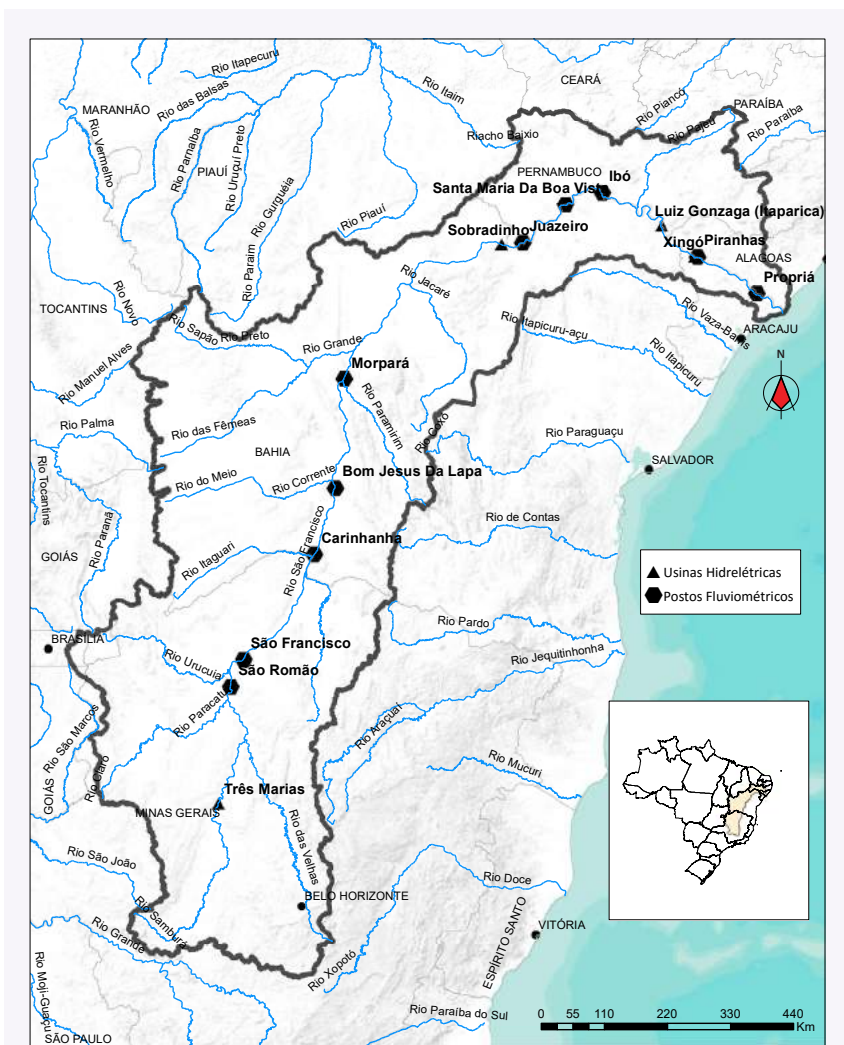 Rio Itapecuru
CEARÁ
Rio Itaim
Rio das Balsas
MARANHÃO
Rio Piancó
PARAÍBA
Rio Vermelho
Rio Parnaíba
Rio Uruçuí Preto
Riacho Baixio
Rio Pajeú
Rio Paraíba
PIAUÍ
Rio Gurguéia
PERNAMBUCO
Ibó
Santa Maria Da Boa Vist
Rio Piauí
Luiz Gonzaga (Itaparica)
Sobradinho
Juazeiro
Xingó
Piranhas
ALAGOAS
Rio Paraim
Rio Jacaré
Propriá
Rio Novo
TOCANTINS
Rio Sapão
Rio Preto
Rio Grande
Rio Itapicuru-açu
Rio Vaza-Barris
ARACAJU
Rio Itapicuru
N
Rio Manuel Alves
Morpará
Rio Paramirim
Rio Palma
Rio das Fêmeas
Rio Coxó
Rio Paraguaçu
BAHIA
SALVADOR
Rio do Meio
Rio Corrente
Bom Jesus Da Lapa
Rio Tocantins
Rio Paranã
Rio de Contas
Carinhanha
GOIÁS
Rio São Francisco
Rio Itaguari
Usinas Hidrelétricas
Postos Fluviométricos
Rio Pardo
BRASÍLIA
São Francisco
Rio Jequitinhonha
Rio Urucuia
São Romão
Rio Paracatu
Rio São Marcos
Rio Araçuaí
Rio Mucuri
Rio Claro
GOIÁS
Três Marias
MINAS GERAIS
Rio das Velhas
Rio São João
Rio Doce
BELO HORIZONTE
Rio Samburá
Rio Grande
ESPÍRITO SANTO
VITÓRIA
Rio Xopotó
Rio Moji-Guaçu
Rio Paraíba do Sul
SÃO PAULO
0 55 110 220 330 440
Km